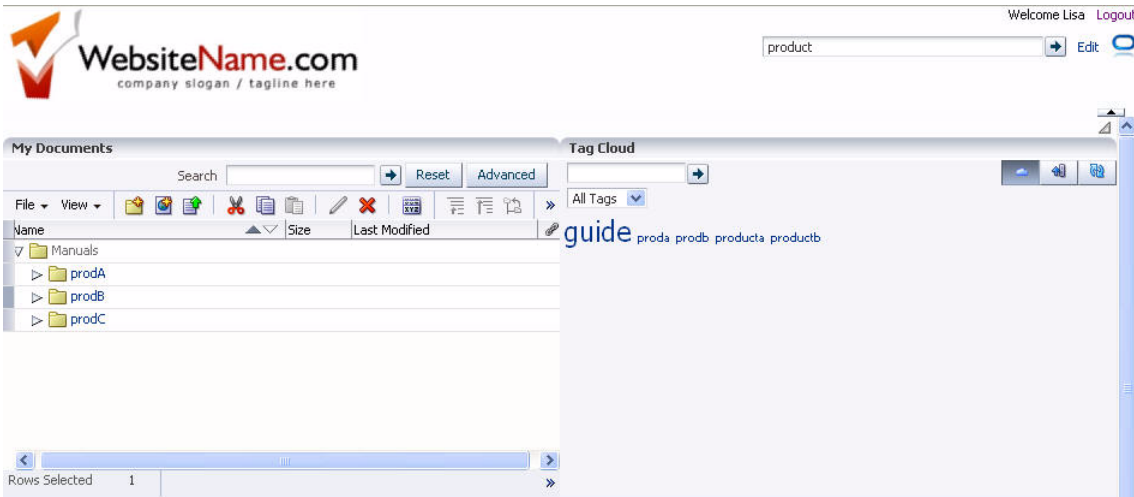 Welcome Lisa Logout
WebsiteName.com
company slogan / tagline here
product Edit
My Documents
Search Reset Advanced
File View
Name Size Last Modified
Manuals
prodA
prodB
prodC
Rows Selected 1
Tag Cloud
All Tags
guide proda prodb producta productb